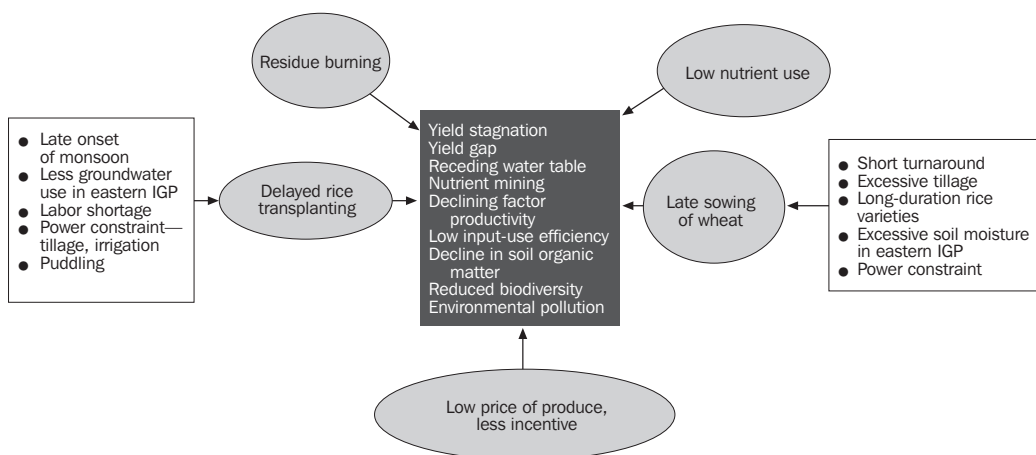 Residue burning
Low nutrient use
● Late onset
of monsoon
● Less groundwater
use in eastern IGP
● Labor shortage
● Power constraint—
tillage, irrigation
● Puddling
Delayed rice
transplanting
Yield stagnation
Yield gap
Receding water table
Nutrient mining
Declining factor
productivity
Low input-use efficiency
Decline in soil organic
matter
Reduced biodiversity
Environmental pollution
Late sowing
of wheat
● Short turnaround
● Excessive tillage
● Long-duration rice
varieties
● Excessive soil moisture
in eastern IGP
● Power constraint
Low price of produce,
less incentive